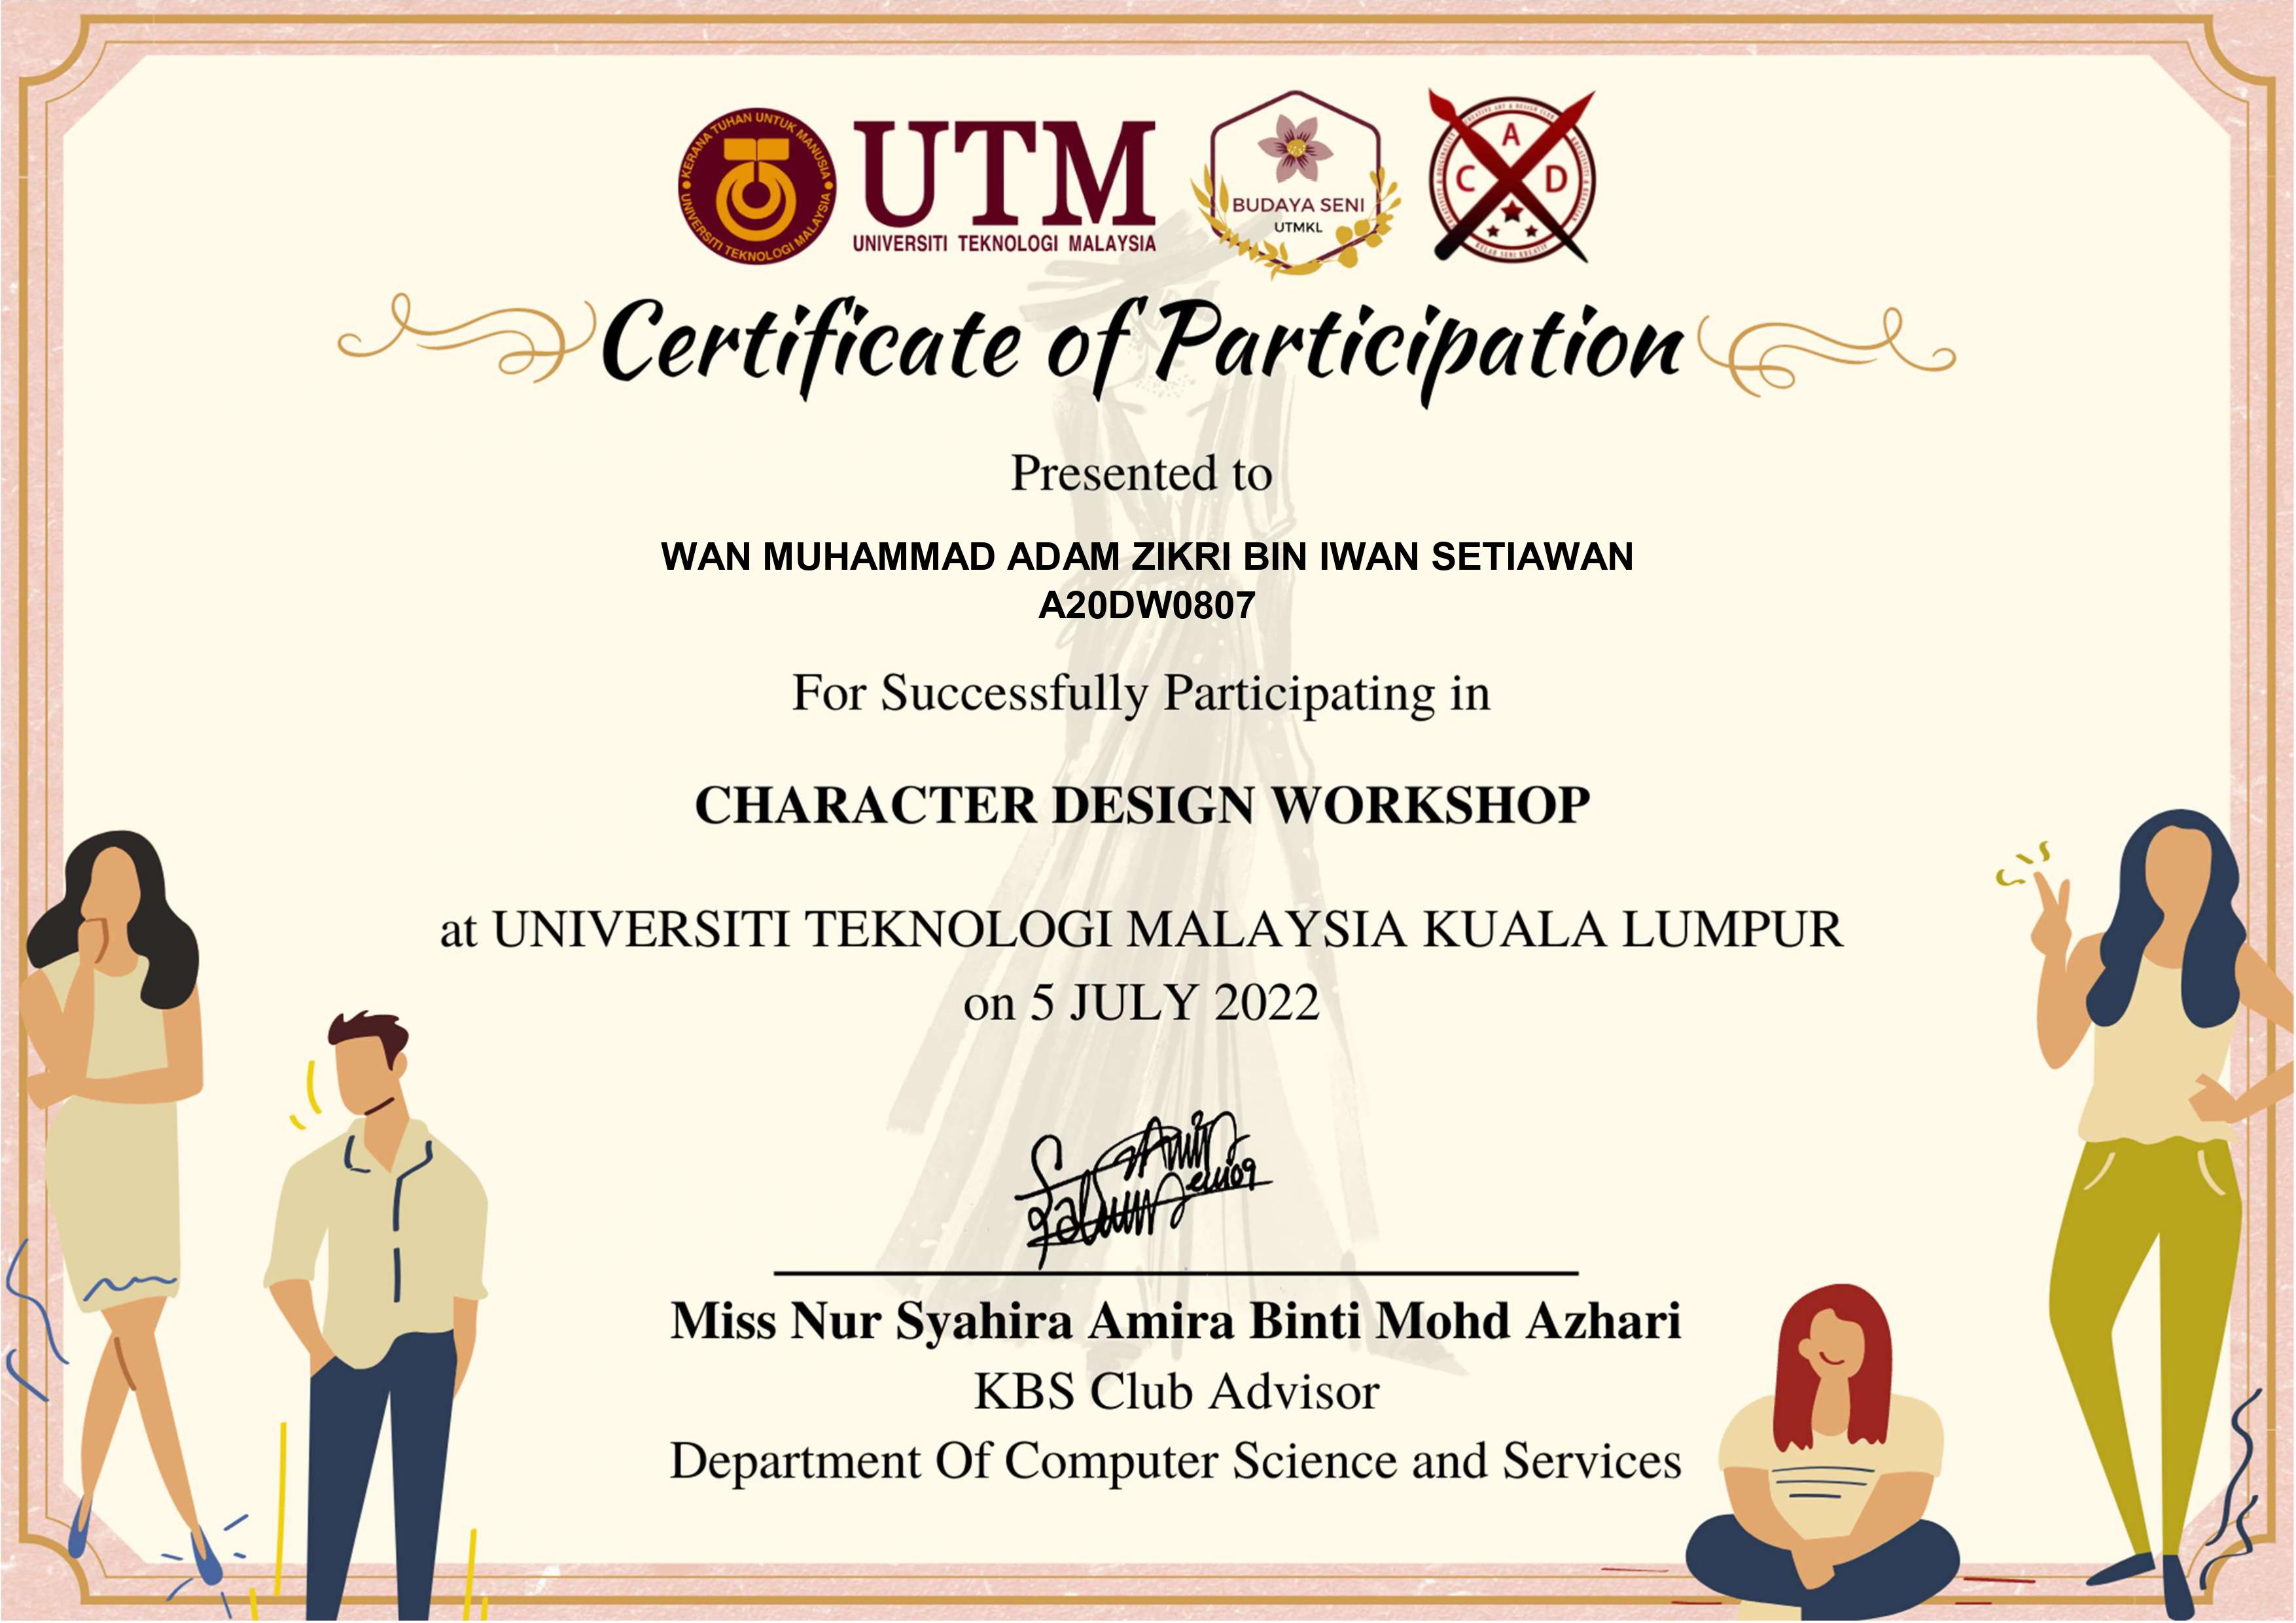 KERANA TUHAN UNTUK MANUSIA
UNIVERSITI TEKNOLOGI MALAYSIA
UTM
UNIVERSITI TEKNOLOGI MALAYSIA
BUDAYA SENI
UTMKL
A
C D
KELAB SENI KREATIF
Certificate of Participation
Presented to
WAN MUHAMMAD ADAM ZIKRI BIN IWAN SETIAWAN
A20DW0807
For Successfully Participating in
CHARACTER DESIGN WORKSHOP
at UNIVERSITI TEKNOLOGI MALAYSIA KUALA LUMPUR
on 5 JULY 2022
Miss Nur Syahira Amira Binti Mohd Azhari
KBS Club Advisor
Department Of Computer Science and Services